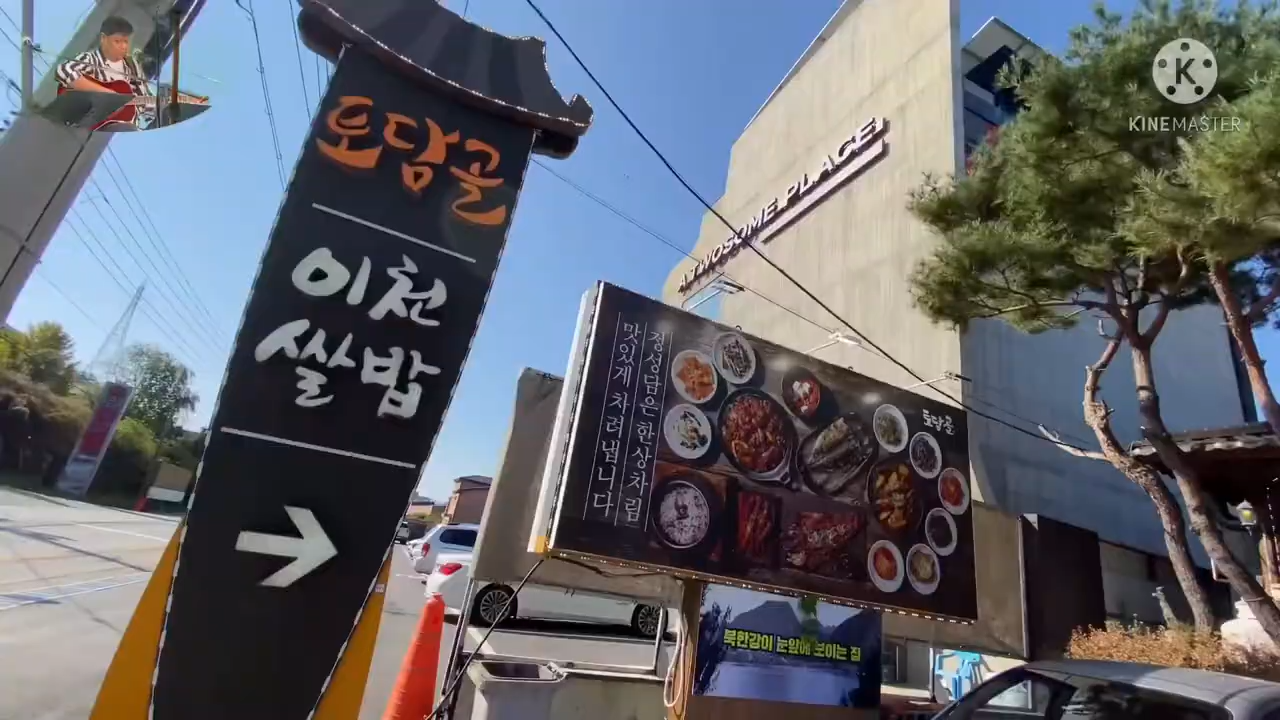 토담골
이천
쌀밥
A TWOSOME PLACE
정성담은 한상차림
맛있게 차려냅니다
토담골
북한강이 눈앞에 보이는 집
K
KINEMASTER